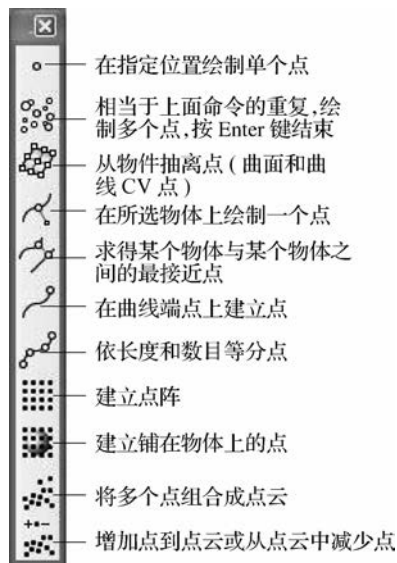 在指定位置绘制单个点
相当于上面命令的重复,绘
制多个点,按 Enter 键结束
从物件抽离点(曲面和曲
线 CV 点)
在所选物体上绘制一个点
求得某个物体与某个物体之
间的最接近点
在曲线端点上建立点
依长度和数目等分点
建立点阵
建立铺在物体上的点
将多个点组合成点云
增加点到点云或从点云中减少点